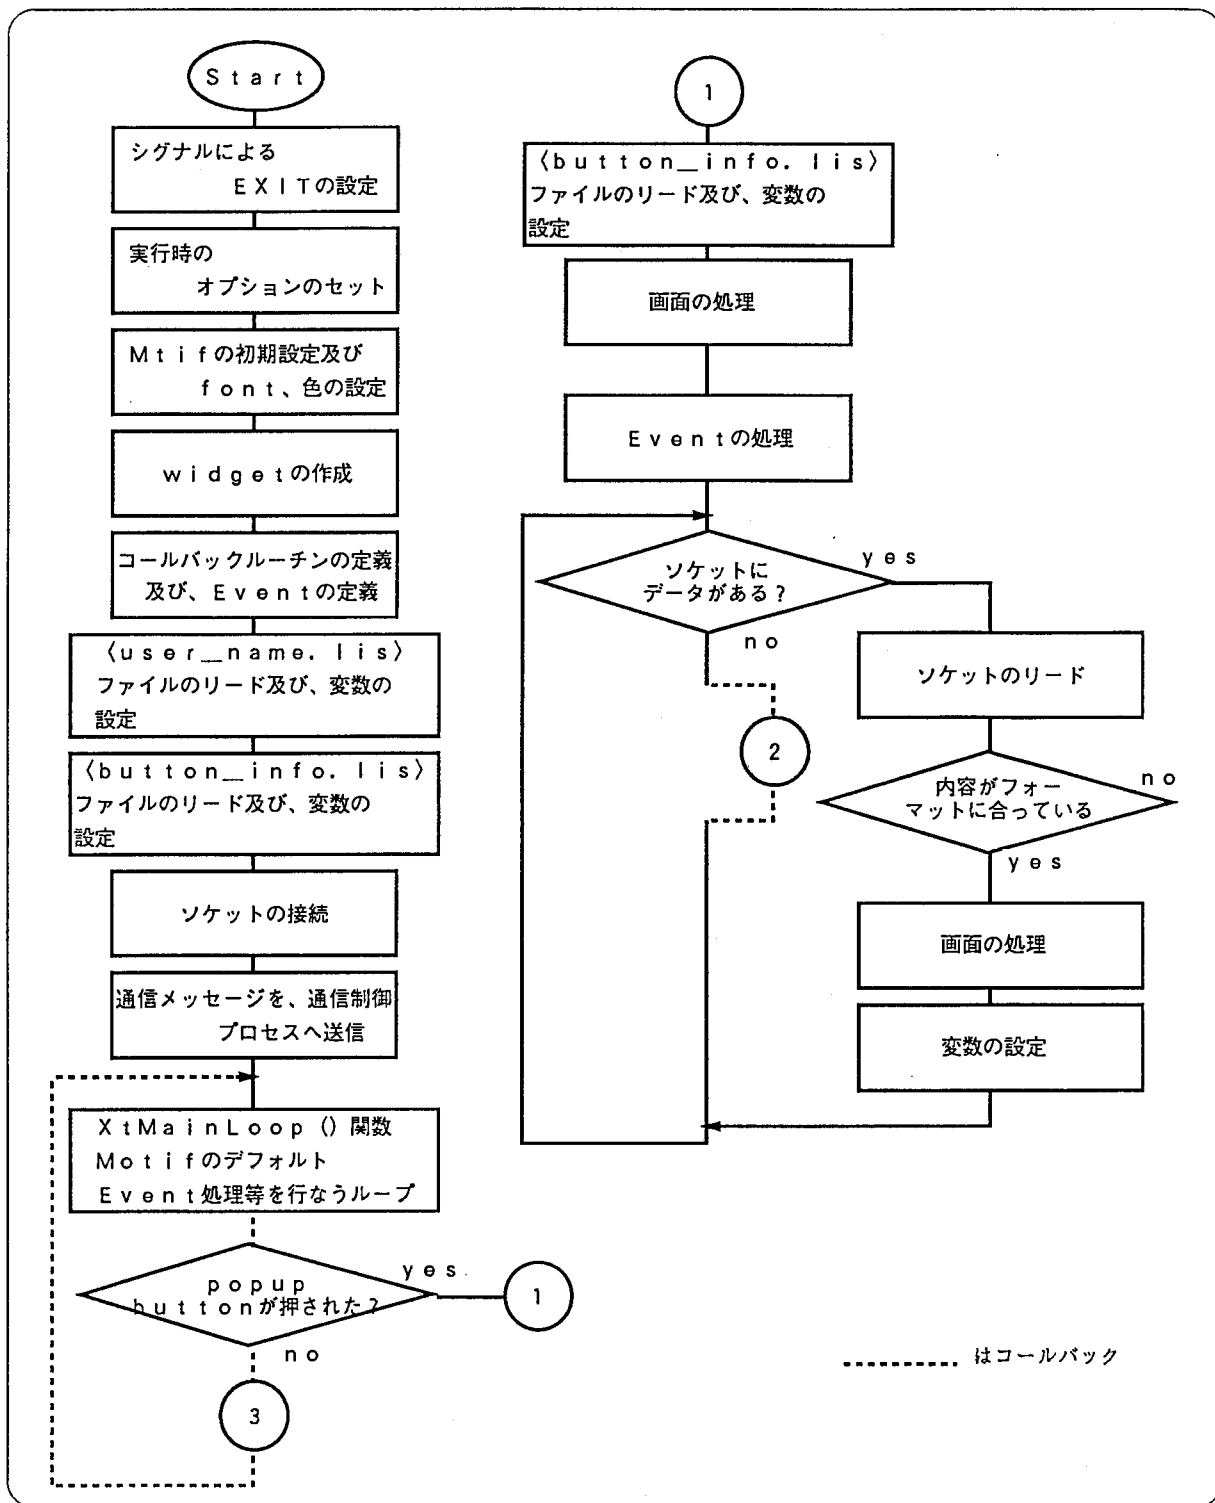 Start
シグナルによる
EXITの設定
実行時の
オプションのセット
Mtifの初期設定及び
font、色の設定
widgetの作成
コールバックルーチンの定義
及び、Eventの定義
〈user_name.lis〉
ファイルのリード及び、変数の
設定
〈button_info.lis〉
ファイルのリード及び、変数の
設定
ソケットの接続
通信メッセージを、通信制御
プロセスへ送信
XtMainLoop()関数
Motifのデフォルト
Event処理等を行なうループ
popup
buttonが押された?
yes
1
no
3
1
〈button_info.lis〉
ファイルのリード及び、変数の
設定
画面の処理
Eventの処理
ソケットに
データがある?
yes
no
2
ソケットのリード
内容がフォー
マットに合っている
no
yes
画面の処理
変数の設定
はコールバック